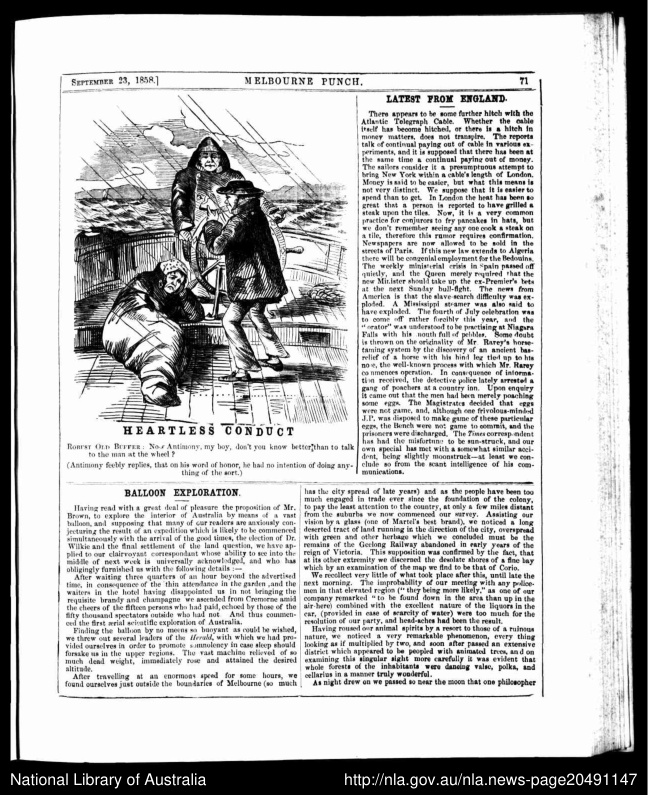 SEPTEMBER 23, 1858.] MELBOURNE PUNCH. 71
HEARTLESS CONDUCT
ROBUST OLD BUFFER: Now Antimony, my boy, don't you know better than to talk
to the man at the wheel ?
(Antimony feebly replies, that on his word of honor, he had no intention of doing any-
thing of the sort.)
LATEST FROM ENGLAND.
There appears to be some further hitch with the
Atlantic Telegraph Cable. Whether the cable
itself has become hitched, or there is a hitch in
money matters, does not transpire. The reports
talk of continual paying out of cable in various ex-
periments, and it is supposed that there has been at
the same time a continual paying out of money.
The sailors consider it a presumptuous attempt to
bring New York within a cable's length of London.
Money is said to be easier, but what this means is
not very distinct. We suppose that it is easier to
spend than to get. In London the heat has been so
great that a person is reported to have grilled a
steak upon the tiles. Now, it is a very common
practice for conjurors to fry pancakes in hats, but
we don't remember seeing any one cook a steak on
a tile, therefore this rumor requires confirmation.
Newspapers are now allowed to be sold in the
streets of Paris. If this new law extends to Algeria
there will be congenial employment for the Bedouins.
The weekly ministerial crisis in Spain passed off
quietly, and the Queen merely required that the
new Minister should take up the ex-Premier's bets
at the next Sunday bull-fight. The news from
America is that the slave-search difficulty was ex-
ploded. A Mississippi steamer was also said to
have exploded. The fourth of July celebration was
to come off rather forcibly this year, and the
"orator" was understood to be practising at Niagara
Falls with his mouth full of pebbles. Some doubt
is thrown on the originality of Mr. Rarey's horse-
taming system by the discovery of an ancient bas-
relief of a horse with his hind leg tied up to his
nose, the well-known process with which Mr. Rarey
commences operation. In consequence of informa-
tion received, the detective police lately arrested a
gang of poachers at a country inn. Upon enquiry
it came out that the men had been merely poaching
some eggs. The Magistrates decided that eggs
were not game, and, although one frivolous-minded
J.P. was disposed to make game of these particular
eggs, the Bench were not game to commit, and the
prisoners were discharged. The Times correspondent
has had the misfortune to be sun-struck, and our
own special has met with a somewhat similar acci-
dent, being slightly moonstruck—at least we con-
clude so from the scant intelligence of his com-
munications.
BALLOON EXPLORATION.
Having read with a great deal of pleasure the proposition of Mr.
Brown, to explore the interior of Australia by means of a vast
balloon, and supposing that many of our readers are anxiously con-
jecturing the result of an expedition which is likely to be commenced
simultaneously with the arrival of the good times, the election of Dr.
Wilkie and the final settlement of the land question, we have ap-
plied to our clairvoyant correspondent whose ability to see into the
middle of next week is universally acknowledged, and who has
obligingly furnished us with the following details :—
After waiting three quarters of an hour beyond the advertised
time, in consequence of the thin attendance in the garden, and the
waiters in the hotel having disappointed us in not bringing the
requisite brandy and champagne we ascended from Cremorne amid
the cheers of the fifteen persons who had paid, echoed by those of the
fifty thousand spectators outside who had not. And thus commen-
ced the first aerial scientific exploration of Australia.
Finding the balloon by no means so buoyant as could be wished,
we threw out several leaders of the Herald, with which we had pro-
vided ourselves in order to promote somnolency in case sleep should
forsake us in the upper regions. The vast machine relieved of so
much dead weight, immediately rose and attained the desired
altitude.
After travelling at an enormous speed for some hours, we
found ourselves just outside the boundaries of Melbourne (so much
has the city spread of late years) and as the people have been too
much engaged in trade ever since the foundation of the colony,
to pay the least attention to the country, at only a few miles distant
from the suburbs we now commenced our survey. Assisting our
vision by a glass (one of Martel's best brand), we noticed a long
deserted tract of land running in the direction of the city, overspread
with green and other herbage which we concluded must be the
remains of the Geelong Railway abandoned in early years of the
reign of Victoria. This supposition was confirmed by the fact, that
at its other extremity we discerned the desolate shores of a fine bay
which by an examination of the map we find to be that of Corio.
We recollect very little of what took place after this, until late the
next morning. The improbability of our meeting with any police-
men in that elevated region ("they being more likely," as one of our
company remarked "to be found down in the area than up in the
air here) combined with the excellent nature of the liquors in the
car, (provided in case of scarcity of water) were too much for the
resolution of our party, and head-aches had been the result.
Having roused our animal spirits by a resort to those of a ruinous
nature, we noticed a very remarkable phenomenon, every thing
looking as if multiplied by two, and soon after passed an extensive
district which appeared to be peopled with animated trees, and on
examining this singular sight more carefully it was evident that
whole forests of the inhabitants were dancing valse, polka, and
cellarius in a manner truly wonderful.
As night drew on we passed so near the moon that one philosopher
National Library of Australia http://nla.gov.au/nla.news-page20491147